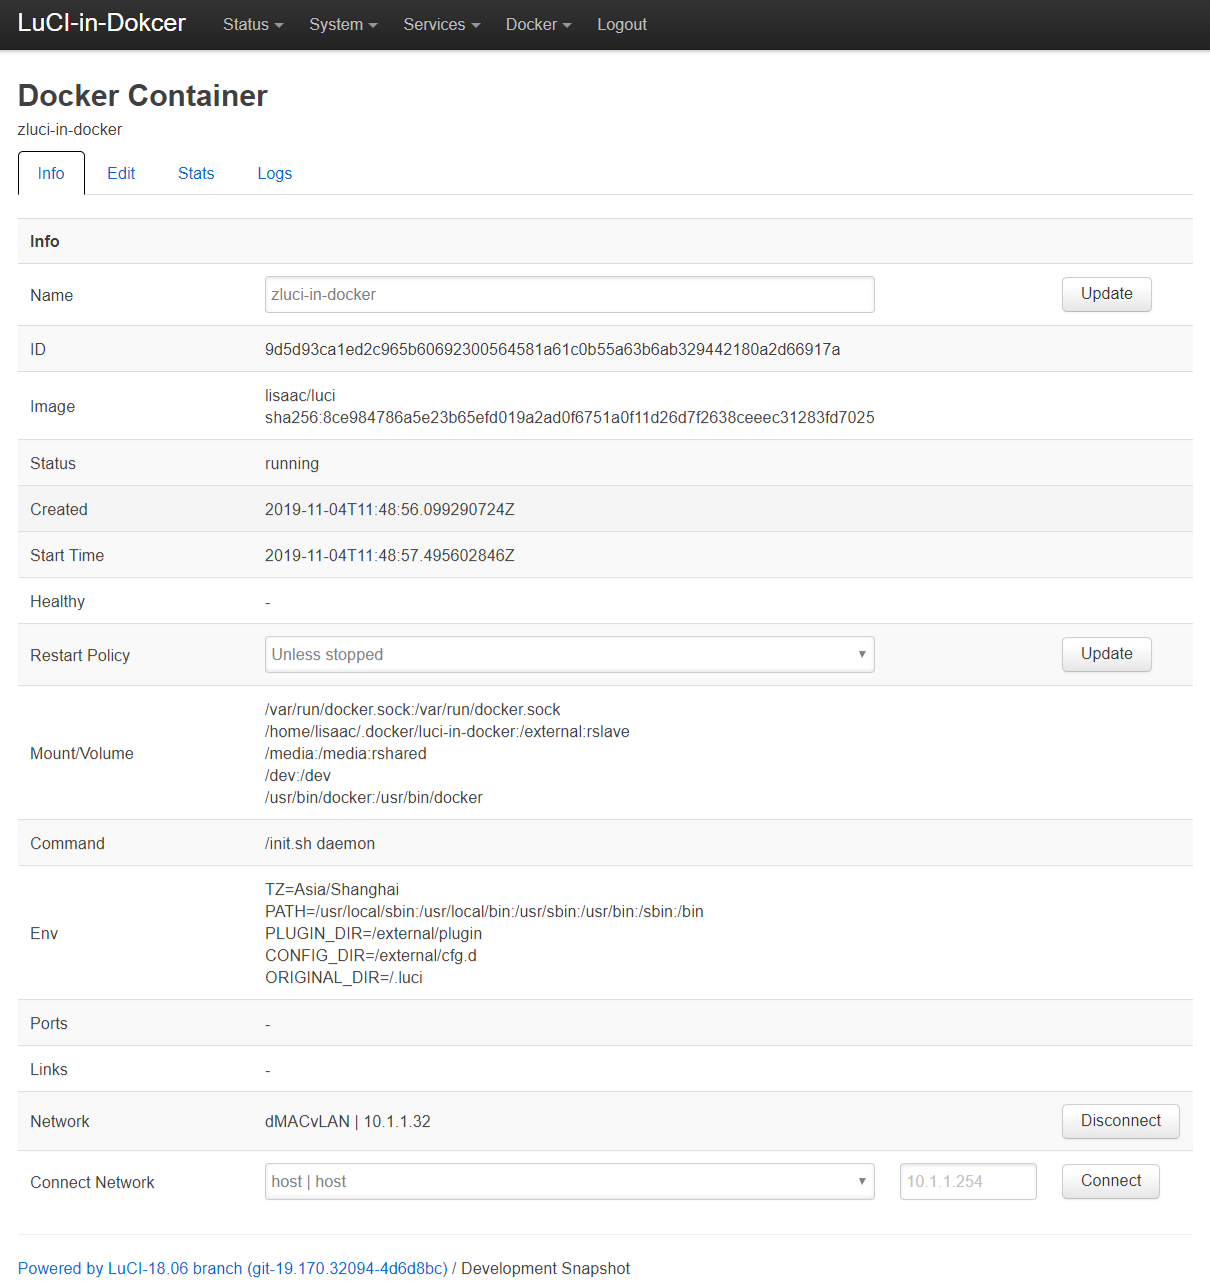 LuCI-in-Dokcer Status System Services Docker Logout
Docker Container
zluci-in-docker
Info Edit Stats Logs
Info
Name zluci-in-docker Update
ID 9d5d93ca1ed2c965b60692300564581a61c0b55a63b6ab329442180a2d66917a
Image lisaac/luci
sha256:8ce984786a5e23b65efd019a2ad0f6751a0f11d26d7f2638ceeec31283fd7025
Status running
Created 2019-11-04T11:48:56.099290724Z
Start Time 2019-11-04T11:48:57.495602846Z
Healthy -
Restart Policy Unless stopped Update
Mount/Volume /var/run/docker.sock:/var/run/docker.sock
/home/lisaac/.docker/luci-in-docker:/external:rslave
/media:/media:rshared
/dev:/dev
/usr/bin/docker:/usr/bin/docker
Command /init.sh daemon
Env TZ=Asia/Shanghai
PATH=/usr/local/sbin:/usr/local/bin:/usr/sbin:/usr/bin:/sbin:/bin
PLUGIN_DIR=/external/plugin
CONFIG_DIR=/external/cfg.d
ORIGINAL_DIR=/.luci
Ports -
Links -
Network dMACvLAN | 10.1.1.32 Disconnect
Connect Network host | host 10.1.1.254 Connect
Powered by LuCI-18.06 branch (git-19.170.32094-4d6d8bc) / Development Snapshot